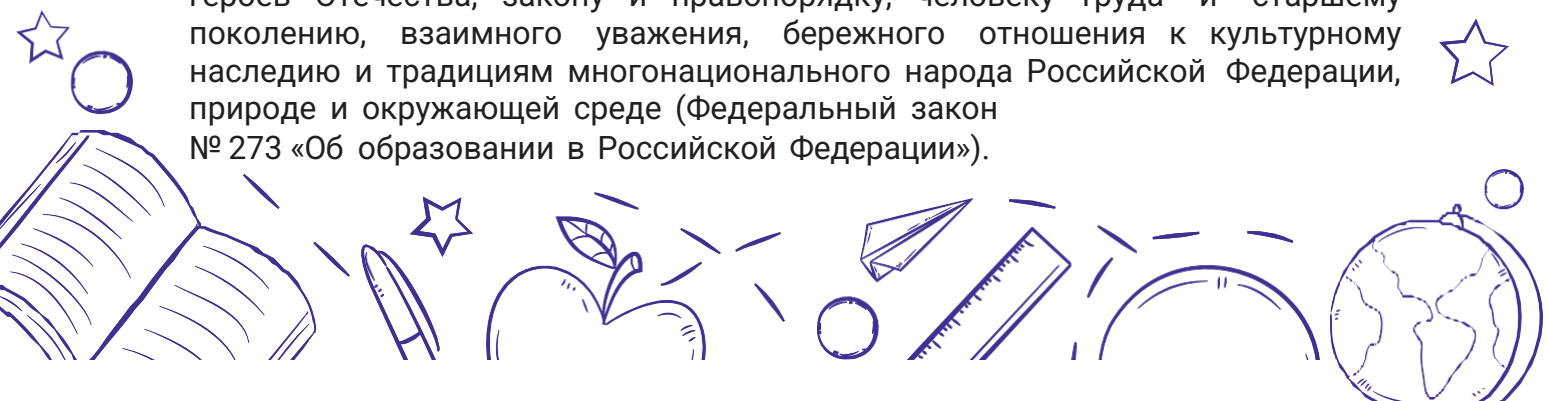 Героев Отечества, закону и правопорядку, человеку труда и старшему
поколению, взаимного уважения, бережного отношения к культурному
наследию и традициям многонационального народа Российской Федерации,
природе и окружающей среде (Федеральный закон
№ 273 «Об образовании в Российской Федерации»).